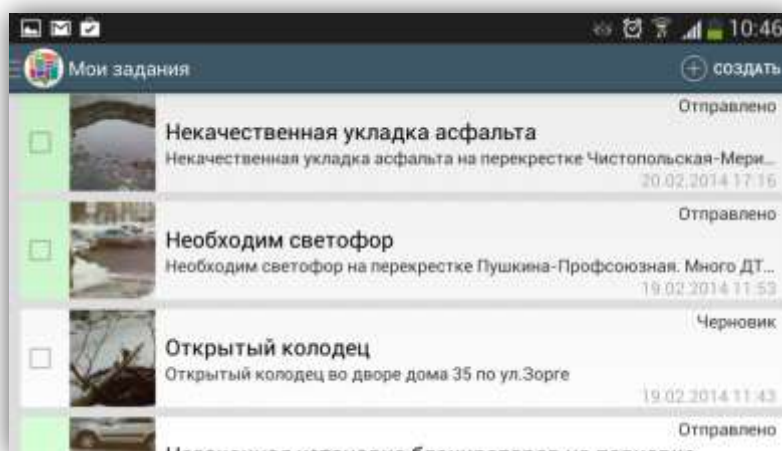 10:46
Мои задания
СОЗДАТЬ
Отправлено
Некачественная укладка асфальта
Некачественная укладка асфальта на перекрестке Чистопольская-Мери...
20.02.2014 17:16
Отправлено
Необходим светофор
Необходим светофор на перекрестке Пушкина-Профсоюзная. Много ДТ...
19.02.2014 11:53
Черновик
Открытый колодец
Открытый колодец во дворе дома 35 по ул.Зорге
19.02.2014 11:43
Отправлено